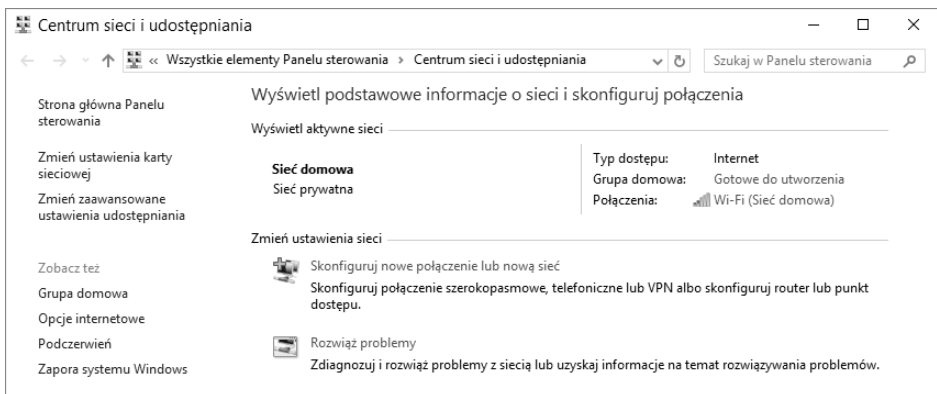 Centrum sieci i udostępniania
« Wszystkie elementy Panelu sterowania › Centrum sieci i udostępniania
Szukaj w Panelu sterowania
Strona główna Panelu
sterowania
Zmień ustawienia karty
sieciowej
Zmień zaawansowane
ustawienia udostępniania
Zobacz też
Grupa domowa
Opcje internetowe
Podczerwień
Zapora systemu Windows
Wyświetl podstawowe informacje o sieci i skonfiguruj połączenia
Wyświetl aktywne sieci
Sieć domowa
Sieć prywatna
Typ dostępu: Internet
Grupa domowa: Gotowe do utworzenia
Połączenia: Wi-Fi (Sieć domowa)
Zmień ustawienia sieci
Skonfiguruj nowe połączenie lub nową sieć
Skonfiguruj połączenie szerokopasmowe, telefoniczne lub VPN albo skonfiguruj router lub punkt
dostępu.
Rozwiąż problemy
Zdiagnozuj i rozwiąż problemy z siecią lub uzyskaj informacje na temat rozwiązywania problemów.